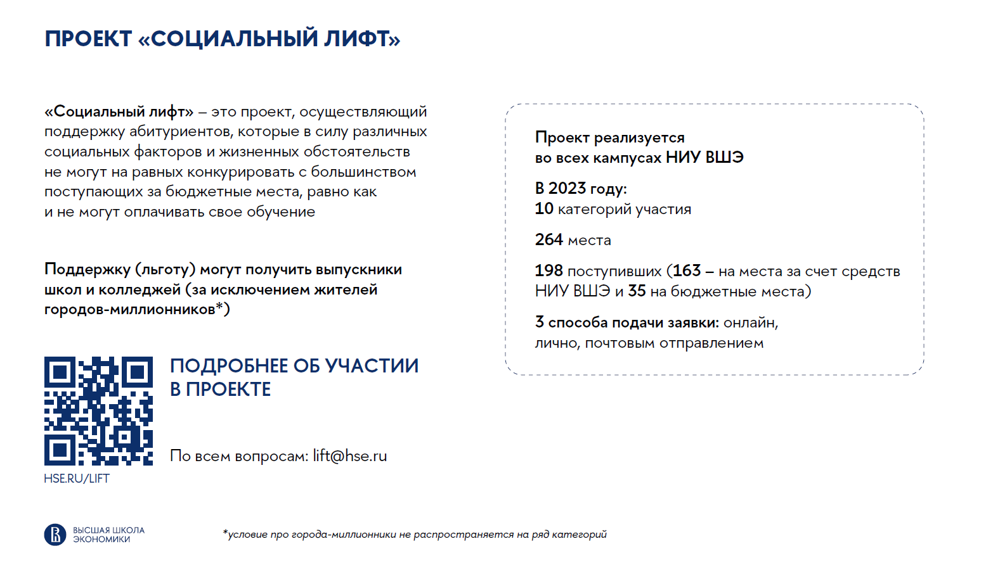 ПРОЕКТ «СОЦИАЛЬНЫЙ ЛИФТ»
«Социальный лифт» – это проект, осуществляющий
поддержку абитуриентов, которые в силу различных
социальных факторов и жизненных обстоятельств
не могут на равных конкурировать с большинством
поступающих за бюджетные места, равно как
и не могут оплачивать свое обучение
Поддержку (льготу) могут получить выпускники
школ и колледжей (за исключением жителей
городов-миллионников*)
ПОДРОБНЕЕ ОБ УЧАСТИИ
В ПРОЕКТЕ
По всем вопросам: lift@hse.ru
HSE.RU/LIFT
Проект реализуется
во всех кампусах НИУ ВШЭ
В 2023 году:
10 категорий участия
264 места
198 поступивших (163 – на места за счет средств
НИУ ВШЭ и 35 на бюджетные места)
3 способа подачи заявки: онлайн,
лично, почтовым отправлением
ВЫСШАЯ ШКОЛА
ЭКОНОМИКИ
*условие про города-миллионники не распространяется на ряд категорий